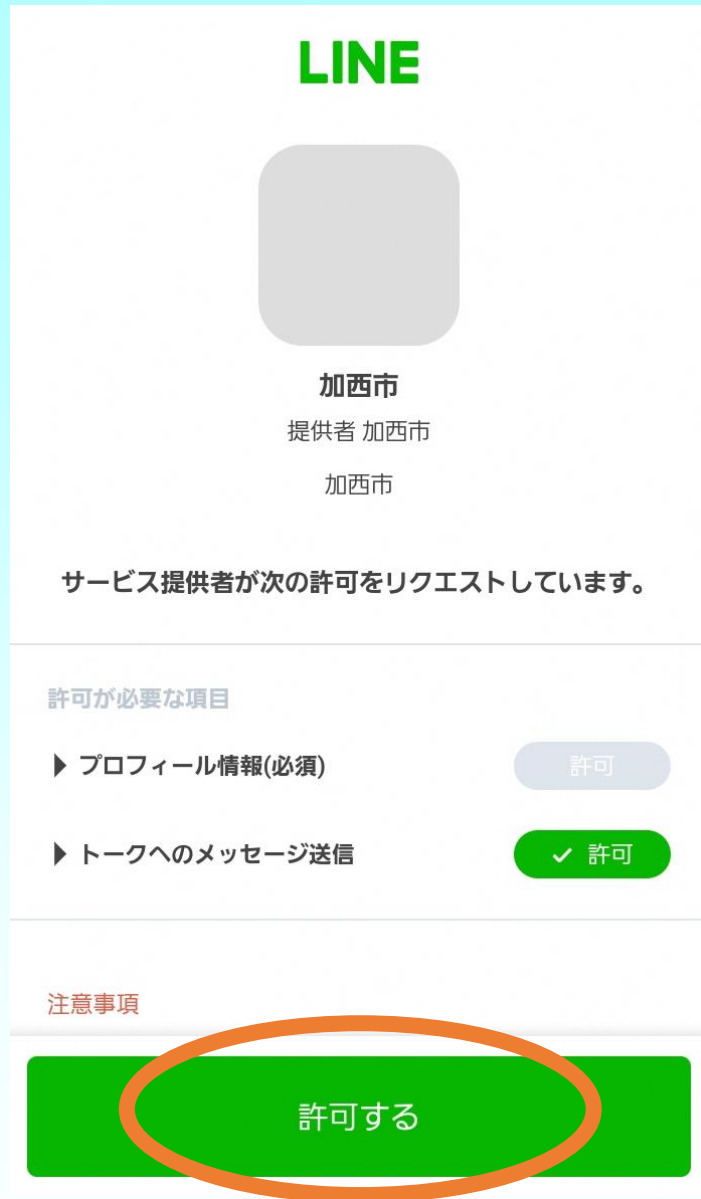 LINE
加西市
提供者 加西市
加西市
サービス提供者が次の許可をリクエストしています。
許可が必要な項目
▶ プロフィール情報(必須) 許可
▶ トークへのメッセージ送信 ✓ 許可
注意事項
許可する